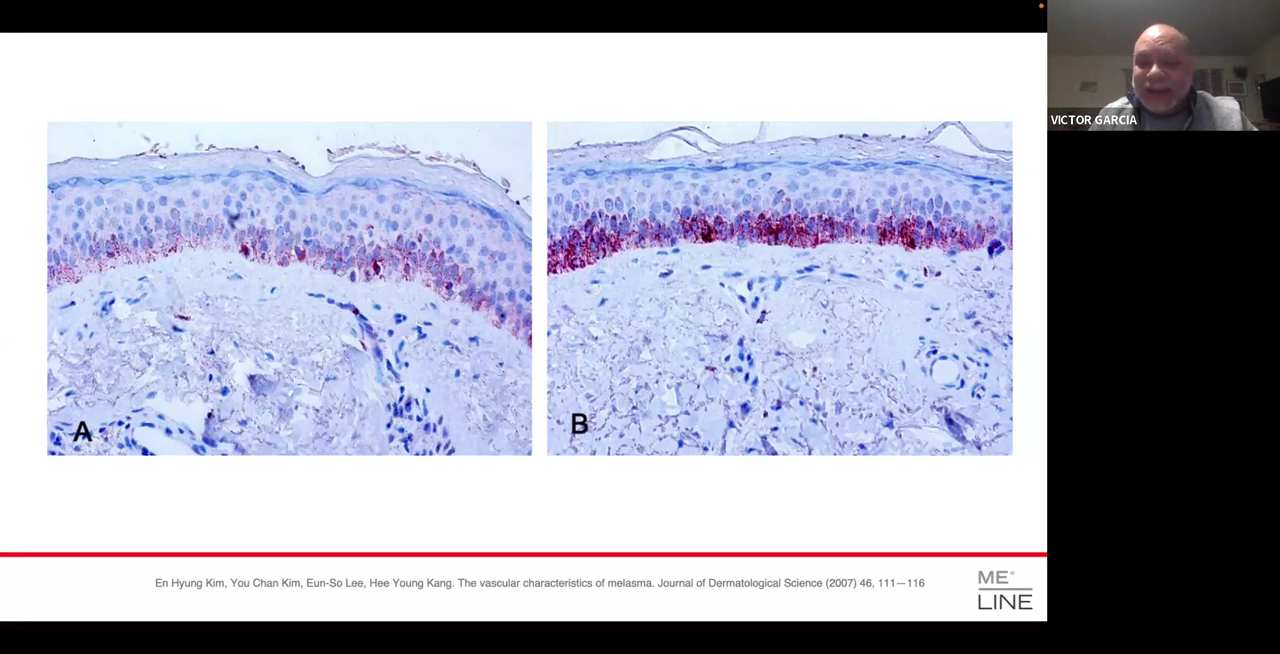 VICTOR GARCIA
A
B
En Hyung Kim, You Chan Kim, Eun-So Lee, Hee Young Kang. The vascular characteristics of melasma. Journal of Dermatological Science (2007) 46, 111—116
ME®
LINE